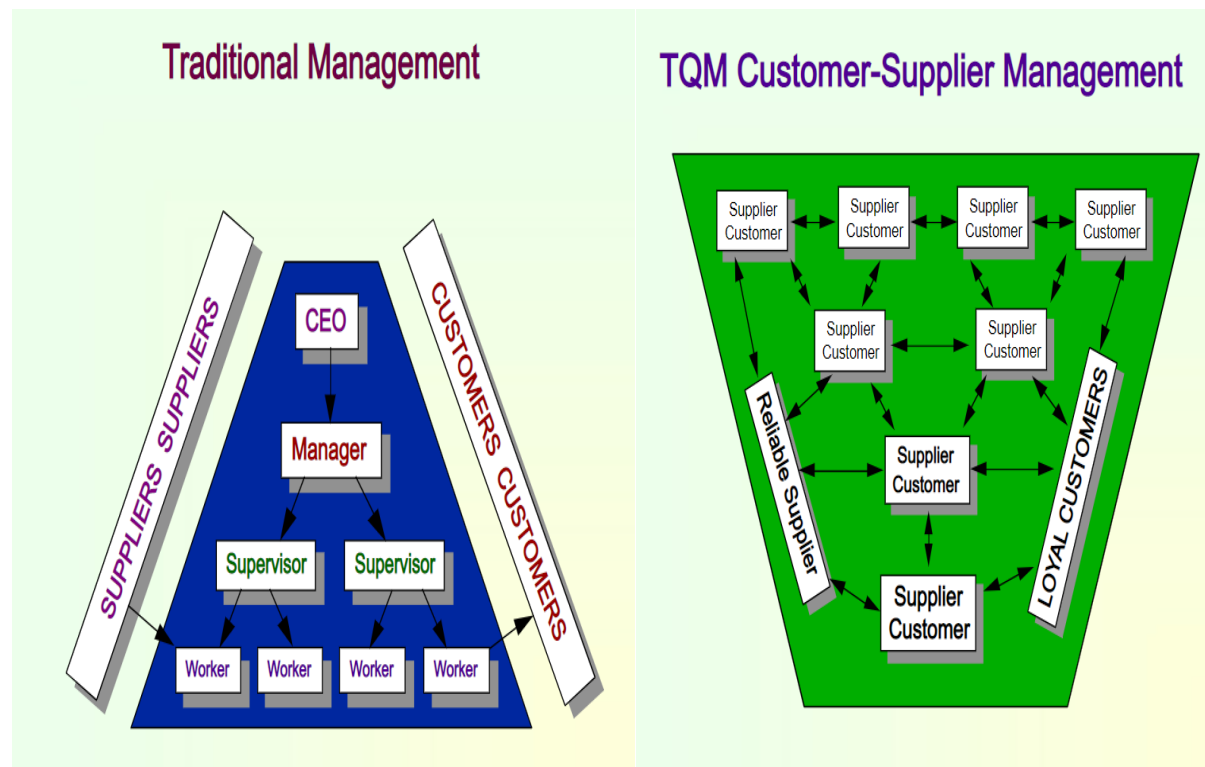 Traditional Management
SUPPLIERS SUPPLIERS
CUSTOMERS CUSTOMERS
CEO
Manager
Supervisor
Supervisor
Worker
Worker
Worker
Worker
TQM Customer-Supplier Management
Supplier
Customer
Supplier
Customer
Supplier
Customer
Supplier
Customer
Supplier
Customer
Supplier
Customer
Reliable Supplier
LOYAL CUSTOMERS
Supplier
Customer
Supplier
Customer